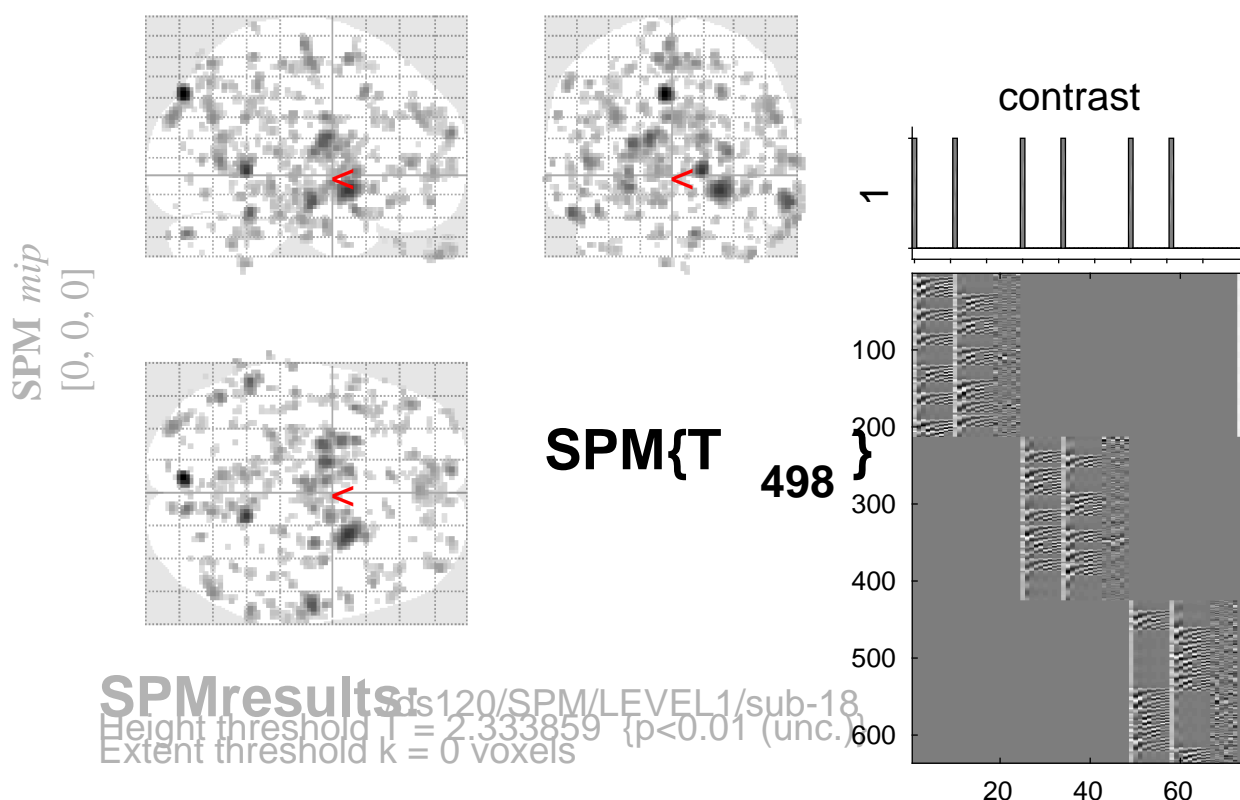 SPM mip
[0, 0, 0]
<
<
<
SPM{T498}
contrast
1
100
200
300
400
500
600
20
40
60
SPMresults: /ds120/SPM/LEVEL1/sub-18
Height threshold T = 2.333859 {p<0.01 (unc.)}
Extent threshold k = 0 voxels